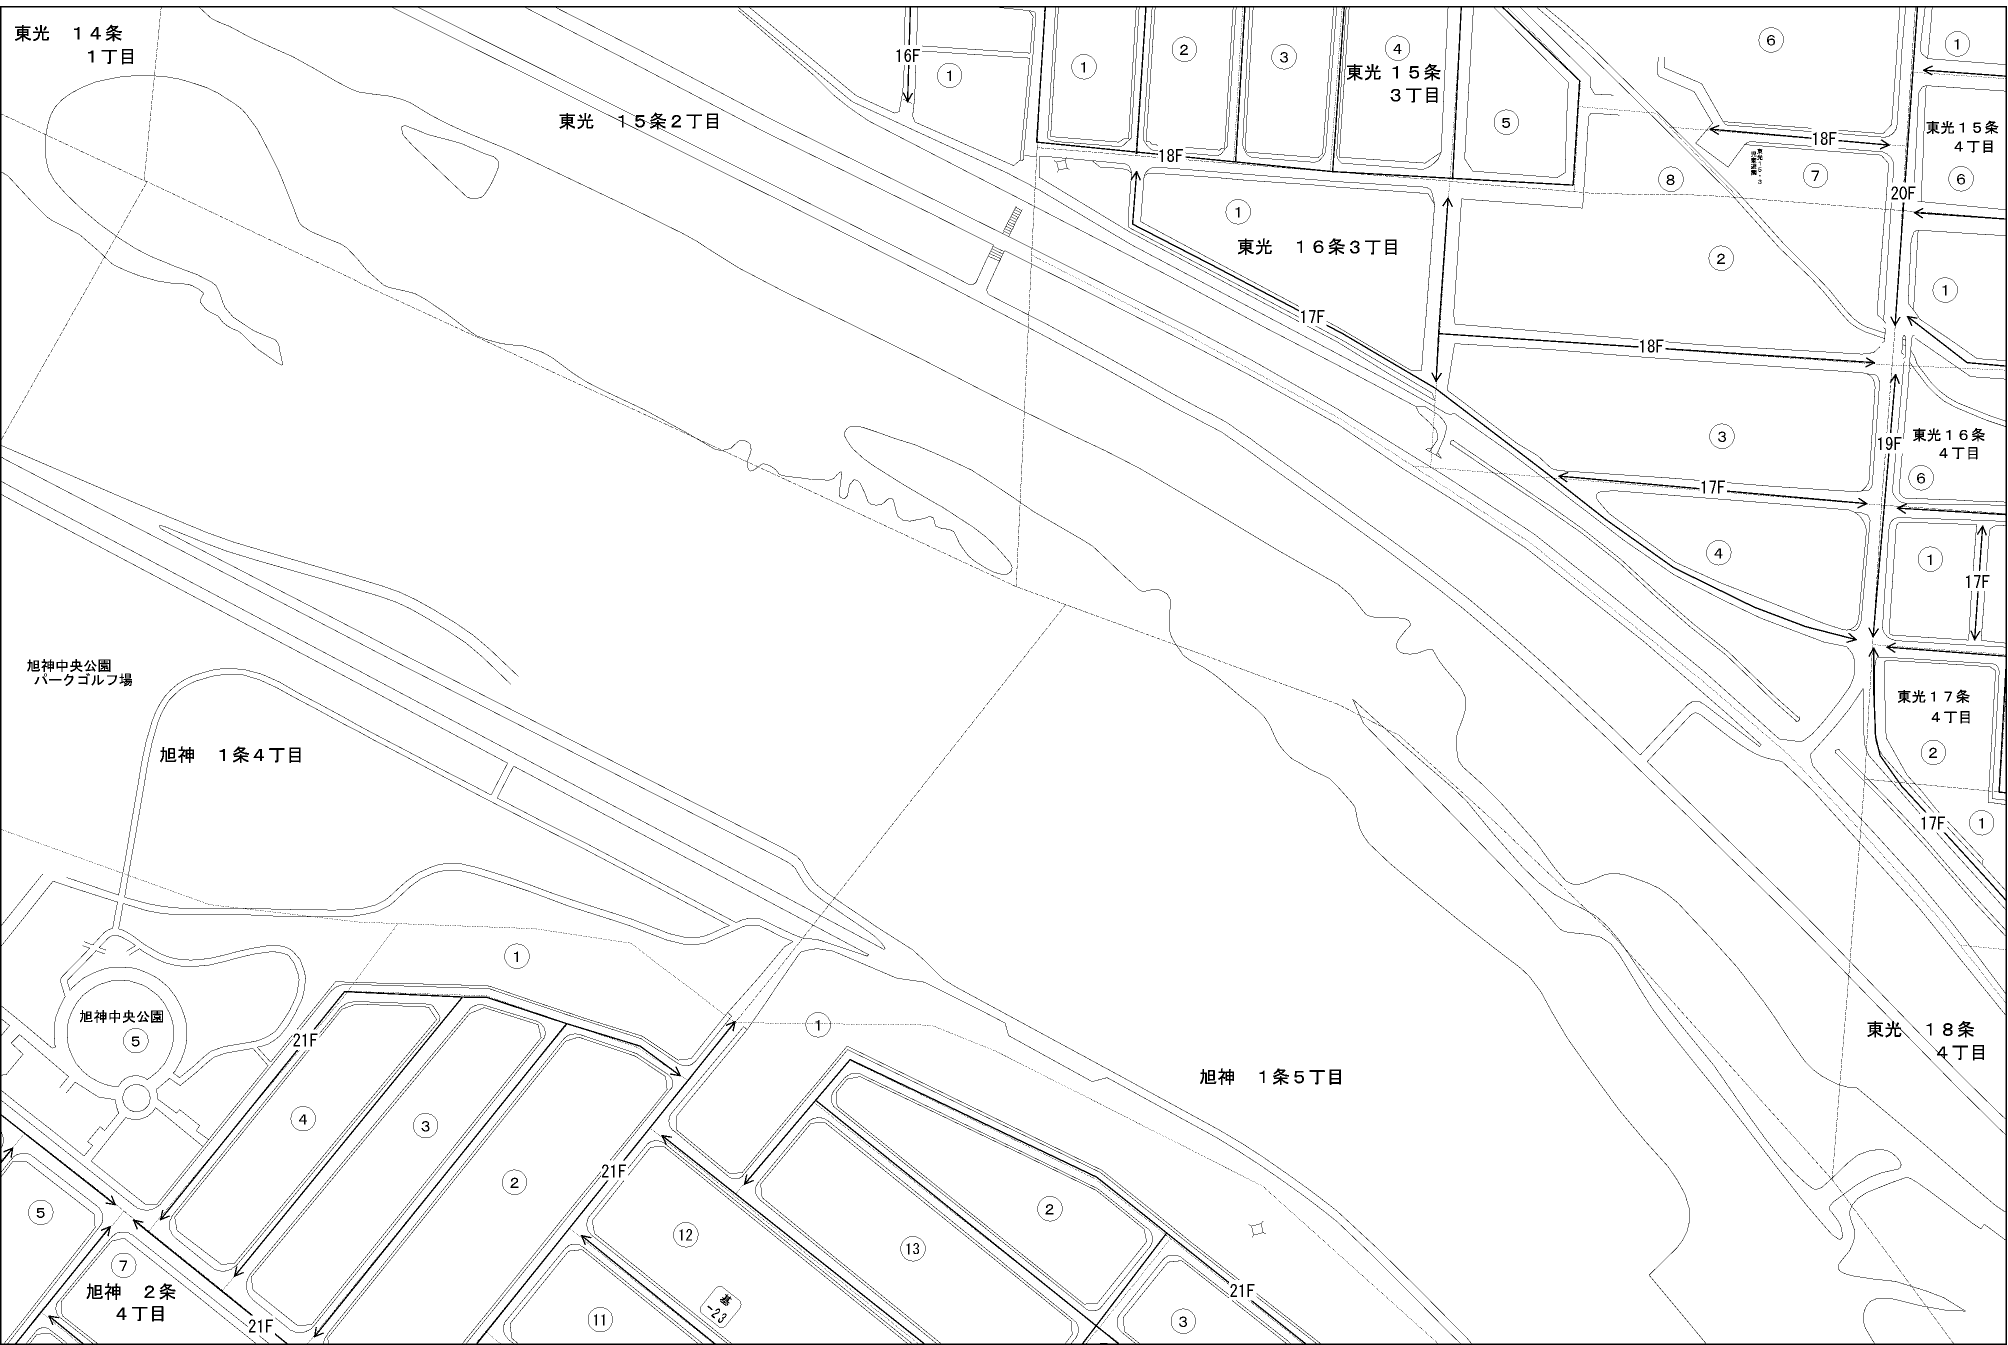 東光　１４条
１丁目
16F
①
①
②
③
④
東光 １５条
３丁目
⑤
⑥
①
東光　１５条２丁目
18F
18F
東光１５条
４丁目
⑧
⑦
⑥
20F
①
東光　１６条３丁目
②
①
17F
18F
③
19F
東光１６条
４丁目
⑥
17F
④
①
17F
旭神中央公園
パークゴルフ場
東光１７条
４丁目
②
旭神　１条４丁目
17F
①
①
旭神中央公園
⑤
21F
①
東光　１８条
４丁目
旭神　１条５丁目
④
③
21F
②
⑤
②
⑫
⑬
⑦
旭神　２条
４丁目
21F
基
-23
⑪
21F
③